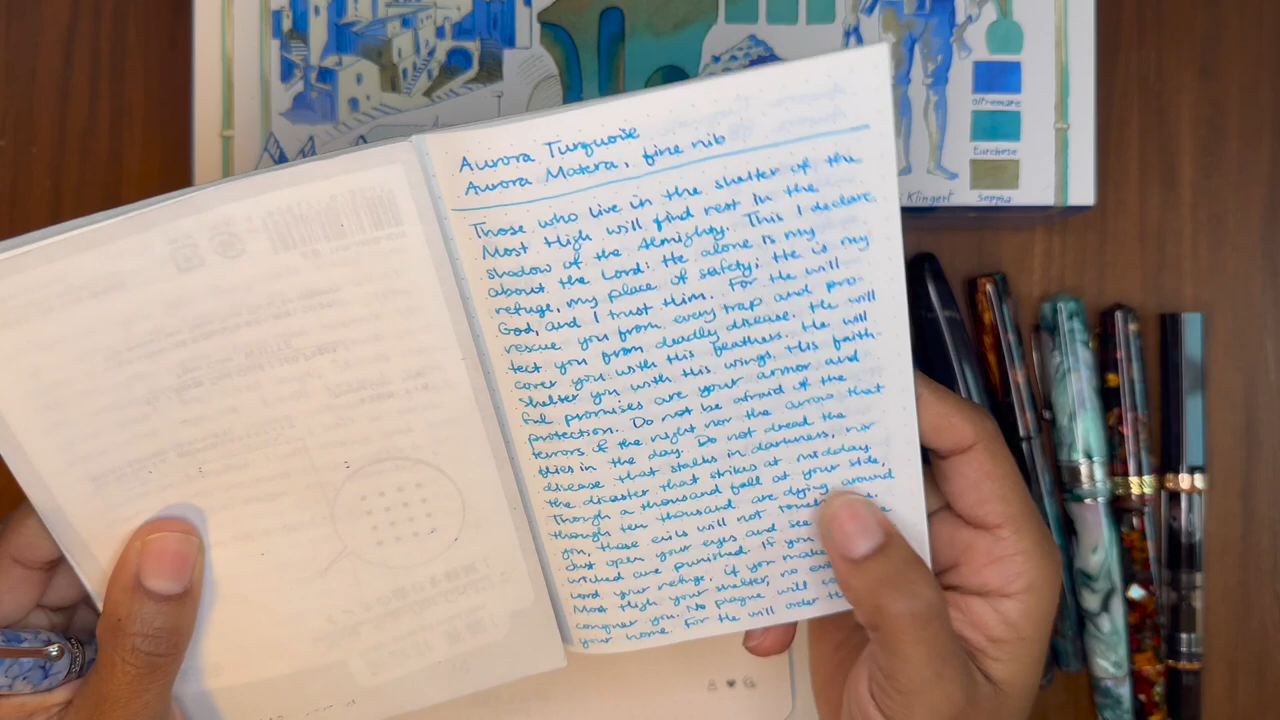 oltremare
turchese
Klingert
Seppia
Aurora Turquoise
Aurora Matera, fine nib
Those who live in the shelter of the
Most High will find rest in the
shadow of the Almighty. This I declare
about the Lord: He alone is my
refuge, my place of safety; He is my
God, and I trust Him. For He will
rescue you from every trap and pro-
tect you from deadly disease. He will
cover you with His feathers. He will
shelter you with His wings. His faith-
ful promises are your armor and
protection. Do not be afraid of the
terrors of the night nor the arrow that
flies in the day. Do not dread the
disease that stalks in darkness, nor
the disaster that strikes at midday.
Though a thousand fall at your side,
though ten thousand are dying around
you, those evils will not touch
Just open your eyes and see
wicked are punished. If you
Lord your refuge, if you make
Most High your shelter, no
conquer you. No plague will
your home. For He will order